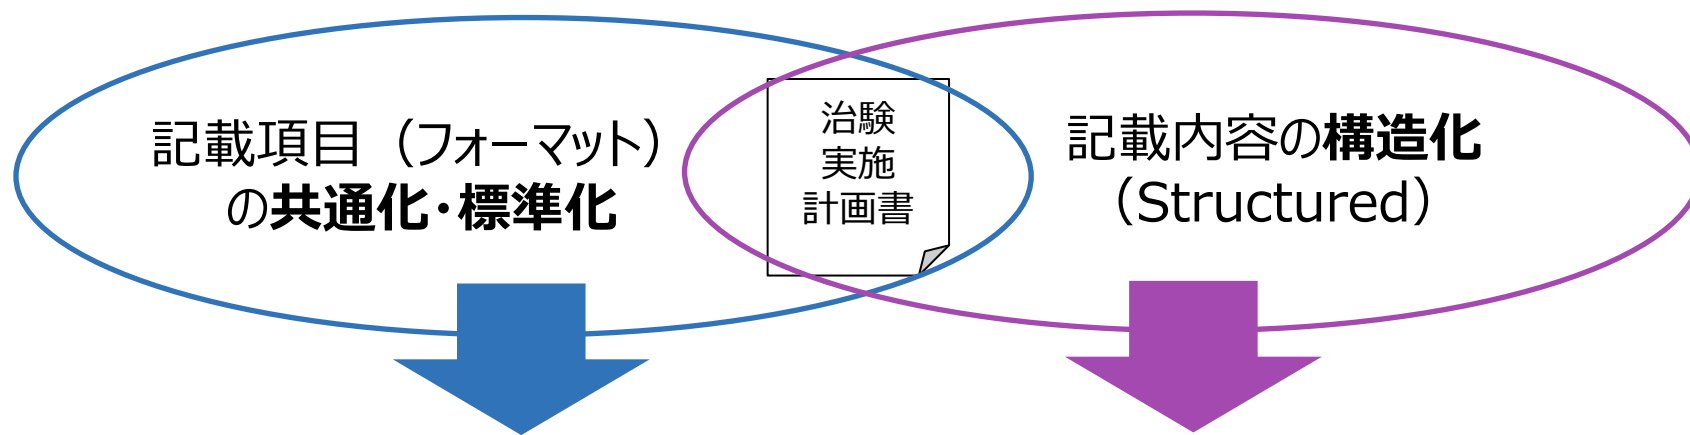 記載項目（フォーマット）
の共通化・標準化
治験
実施
計画書
記載内容の構造化
（Structured）